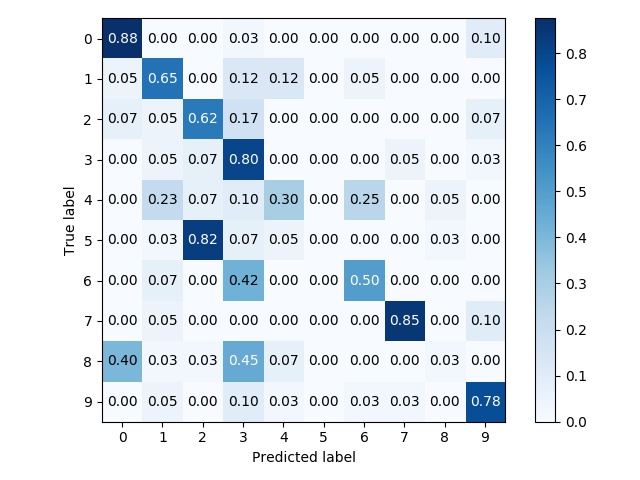 0 0.88 0.00 0.00 0.03 0.00 0.00 0.00 0.00 0.00 0.10
1 0.05 0.65 0.00 0.12 0.12 0.00 0.05 0.00 0.00 0.00
2 0.07 0.05 0.62 0.17 0.00 0.00 0.00 0.00 0.00 0.07
3 0.00 0.05 0.07 0.80 0.00 0.00 0.00 0.05 0.00 0.03
4 0.00 0.23 0.07 0.10 0.30 0.00 0.25 0.00 0.05 0.00
5 0.00 0.03 0.82 0.07 0.05 0.00 0.00 0.00 0.03 0.00
6 0.00 0.07 0.00 0.42 0.00 0.00 0.50 0.00 0.00 0.00
7 0.00 0.05 0.00 0.00 0.00 0.00 0.00 0.85 0.00 0.10
8 0.40 0.03 0.03 0.45 0.07 0.00 0.00 0.00 0.03 0.00
9 0.00 0.05 0.00 0.10 0.03 0.00 0.03 0.03 0.00 0.78
0 1 2 3 4 5 6 7 8 9
Predicted label
True label
0.8
0.7
0.6
0.5
0.4
0.3
0.2
0.1
0.0